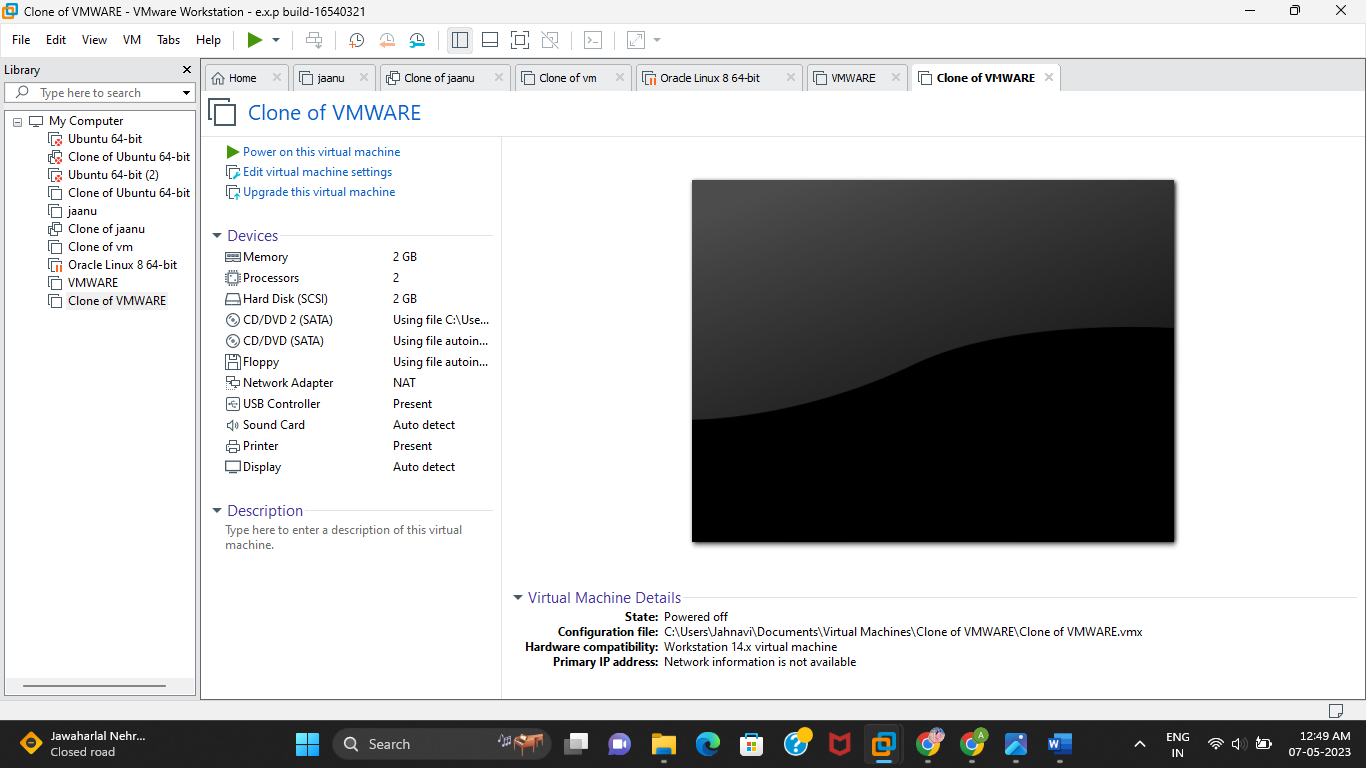 Clone of VMWARE - VMware Workstation - e.x.p build-16540321
File Edit View VM Tabs Help
Library
Type here to search
My Computer
Ubuntu 64-bit
Clone of Ubuntu 64-bit
Ubuntu 64-bit (2)
Clone of Ubuntu 64-bit
jaanu
Clone of jaanu
Clone of vm
Oracle Linux 8 64-bit
VMWARE
Clone of VMWARE
Home jaanu Clone of jaanu Clone of vm Oracle Linux 8 64-bit VMWARE Clone of VMWARE
Clone of VMWARE
Power on this virtual machine
Edit virtual machine settings
Upgrade this virtual machine
Devices
Memory 2 GB
Processors 2
Hard Disk (SCSI) 2 GB
CD/DVD 2 (SATA) Using file C:\Use...
CD/DVD (SATA) Using file autoin...
Floppy Using file autoin...
Network Adapter NAT
USB Controller Present
Sound Card Auto detect
Printer Present
Display Auto detect
Description
Type here to enter a description of this virtual
machine.
Virtual Machine Details
State: Powered off
Configuration file: C:\Users\Jahnavi\Documents\Virtual Machines\Clone of VMWARE\Clone of VMWARE.vmx
Hardware compatibility: Workstation 14.x virtual machine
Primary IP address: Network information is not available
Jawaharlal Nehr...
Closed road
Search
A
W
ENG
IN
12:49 AM
07-05-2023